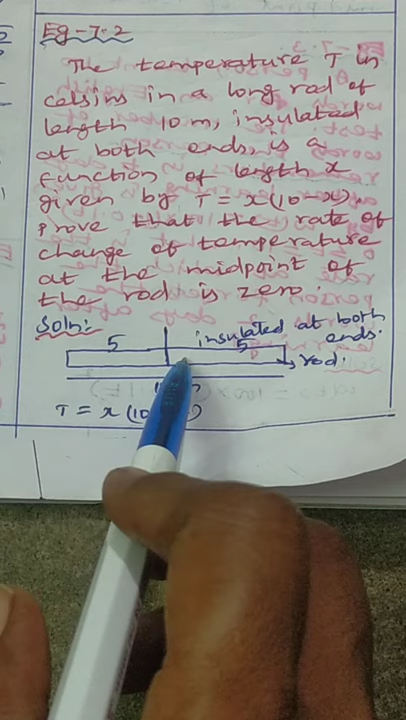 Eg-7.2
The temperature T in
celsius in a long rod of
length 10 m, insulated
at both ends is a
function of length x
given by T = x(10-x).
prove that the rate of
change of temperature
at the midpoint of
the rod is zero.
Soln:
insulated at both
ends.
5 5
rod.
T = x(10